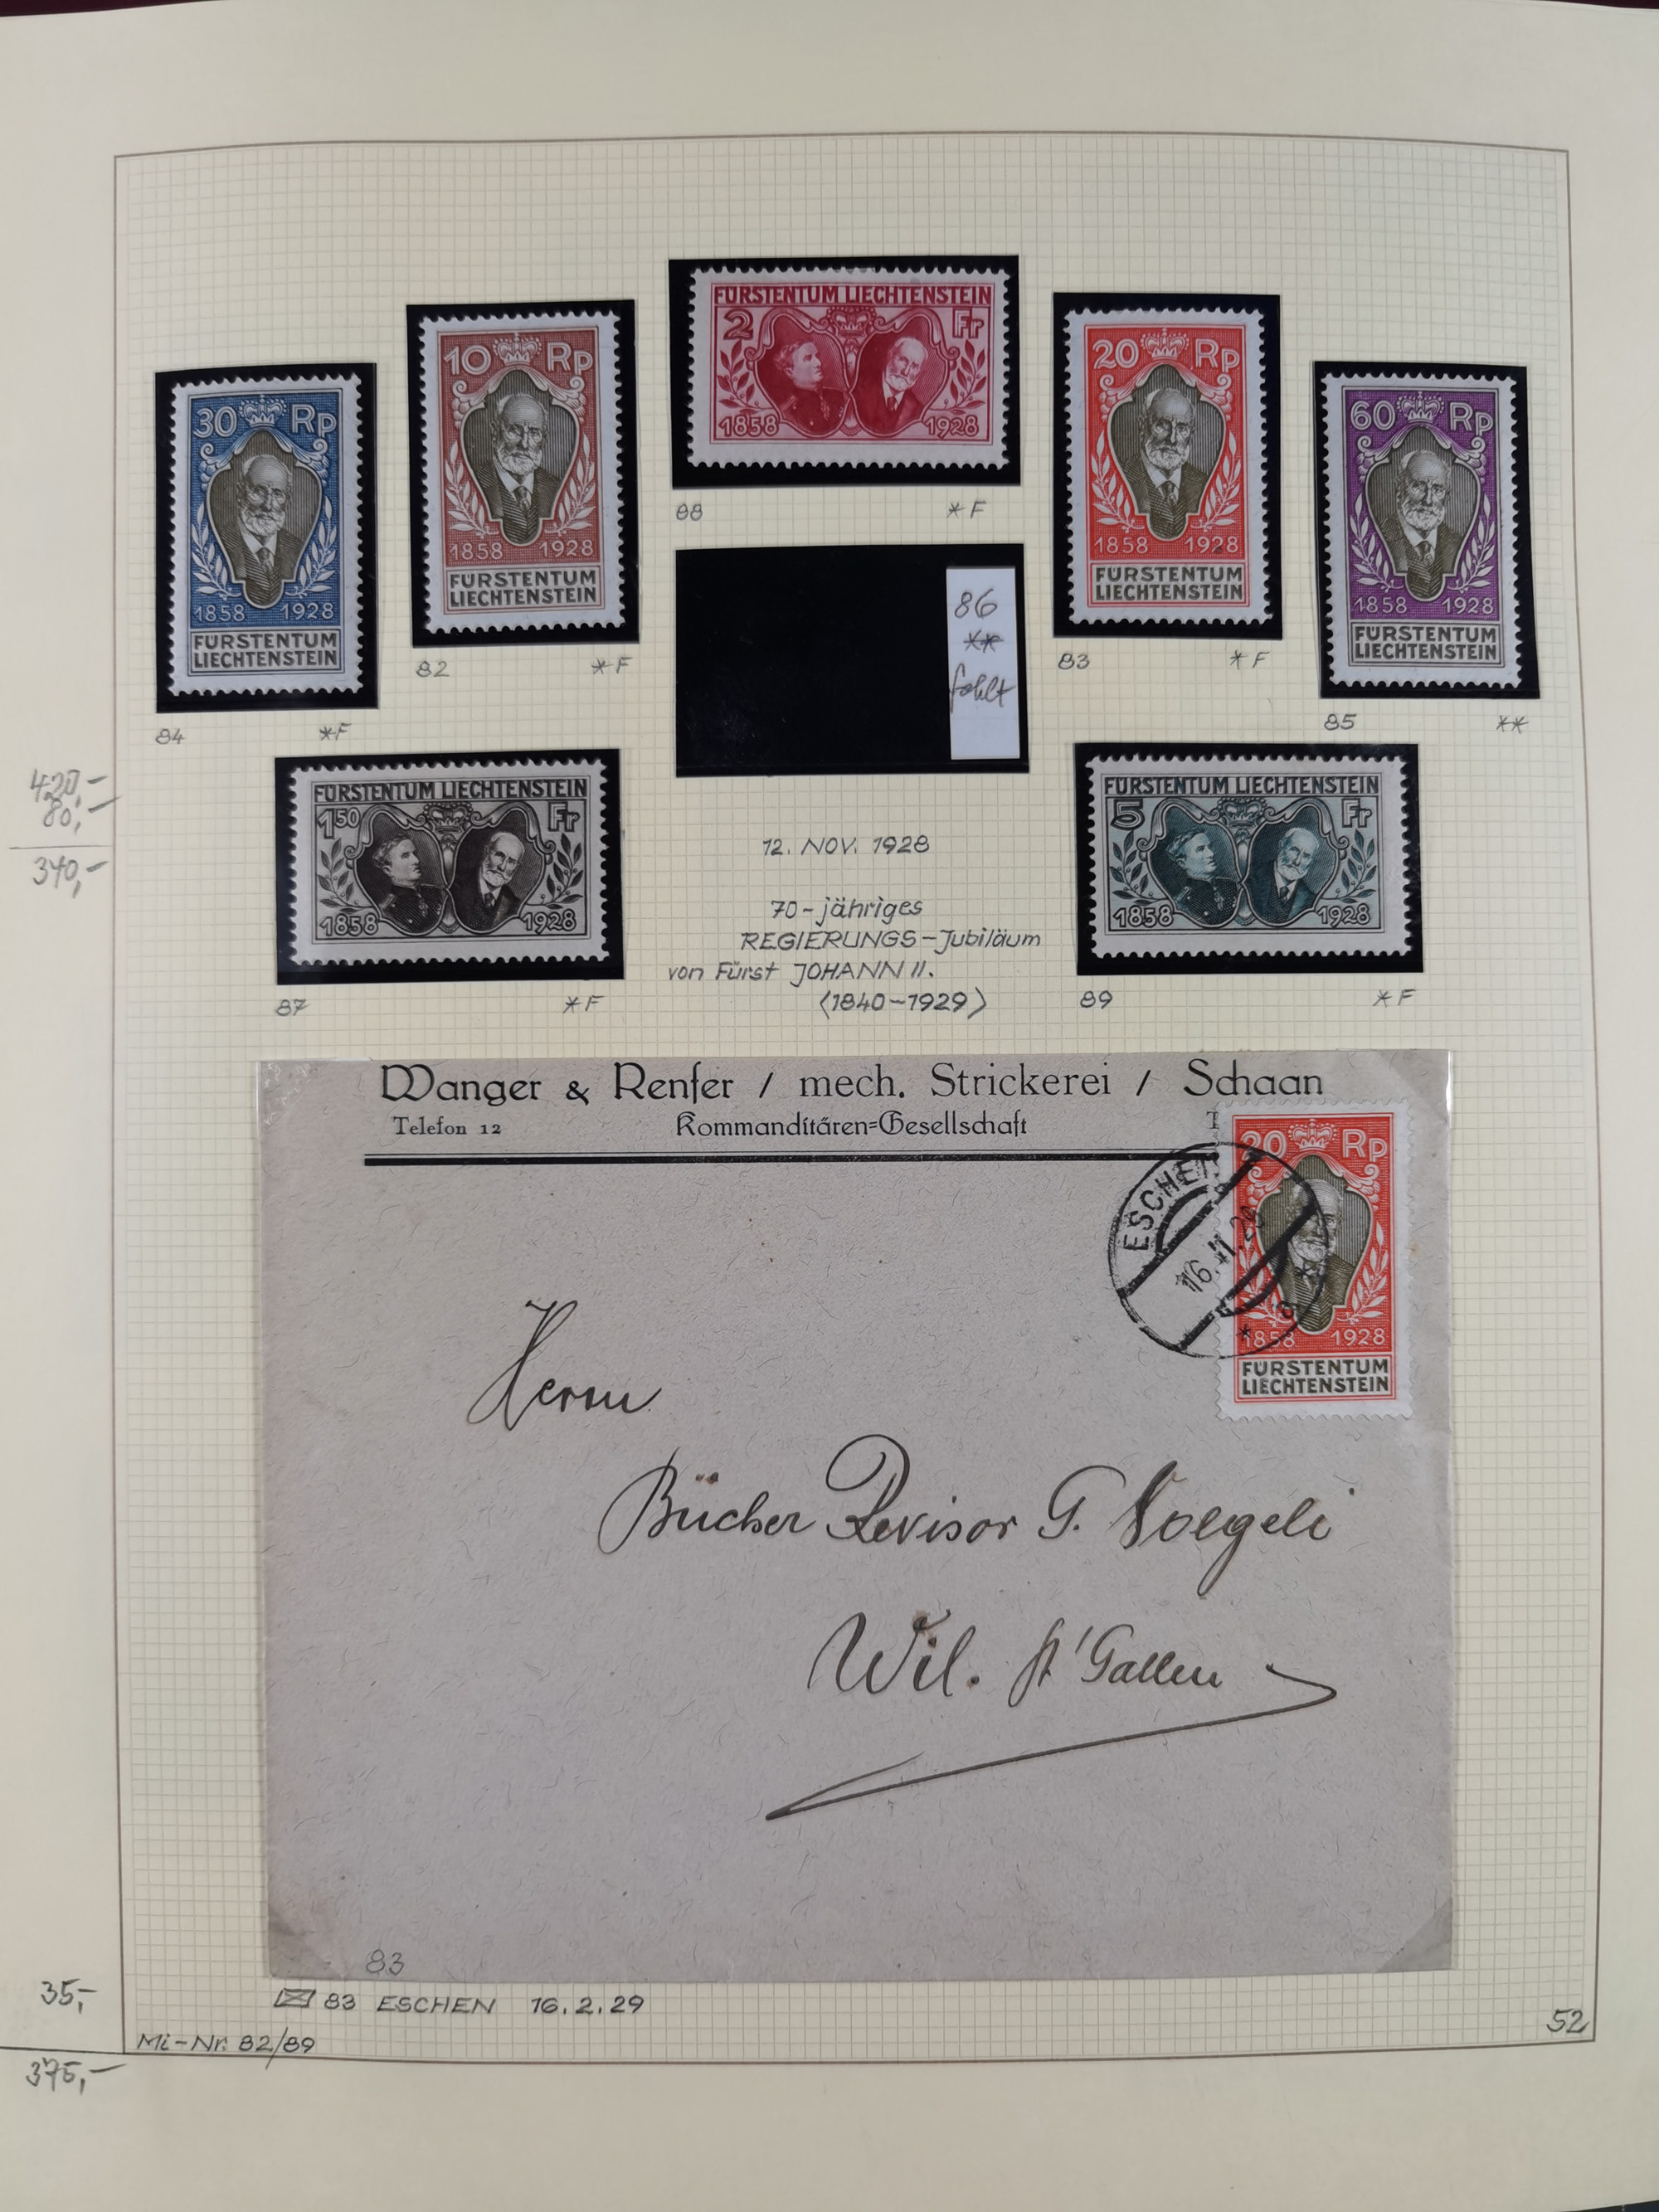 FÜRSTENTUM LIECHTENSTEIN
2 Fr
1858 1928
88 *F
10 Rp
1858 1928
FÜRSTENTUM
LIECHTENSTEIN
82 *F
20 Rp
1858 1928
FÜRSTENTUM
LIECHTENSTEIN
83 *F
30 Rp
1858 1928
FÜRSTENTUM
LIECHTENSTEIN
84 *F
60 Rp
1858 1928
FÜRSTENTUM
LIECHTENSTEIN
85 **
86
**
fehlt
420,-
80,-
340,-
FÜRSTENTUM LIECHTENSTEIN
1 50 Fr
1858 1928
87 *F
12. NOV. 1928
70-jähriges
REGIERUNGS-Jubiläum
von Fürst JOHANN II.
(1840-1929)
FÜRSTENTUM LIECHTENSTEIN
5 Fr
1858 1928
89 *F
Wanger & Renfer / mech. Strickerei / Schaan
Telefon 12 Kommanditären=Gesellschaft T
20 Rp
1858 1928
FÜRSTENTUM
LIECHTENSTEIN
ESCHEN
16.II.29
Herrn
Bücher Revisor G. Voegeli
Wil. St' Gallen
83
35,-
83 ESCHEN 16.2.29
52
Mi-Nr. 82/89
375,-